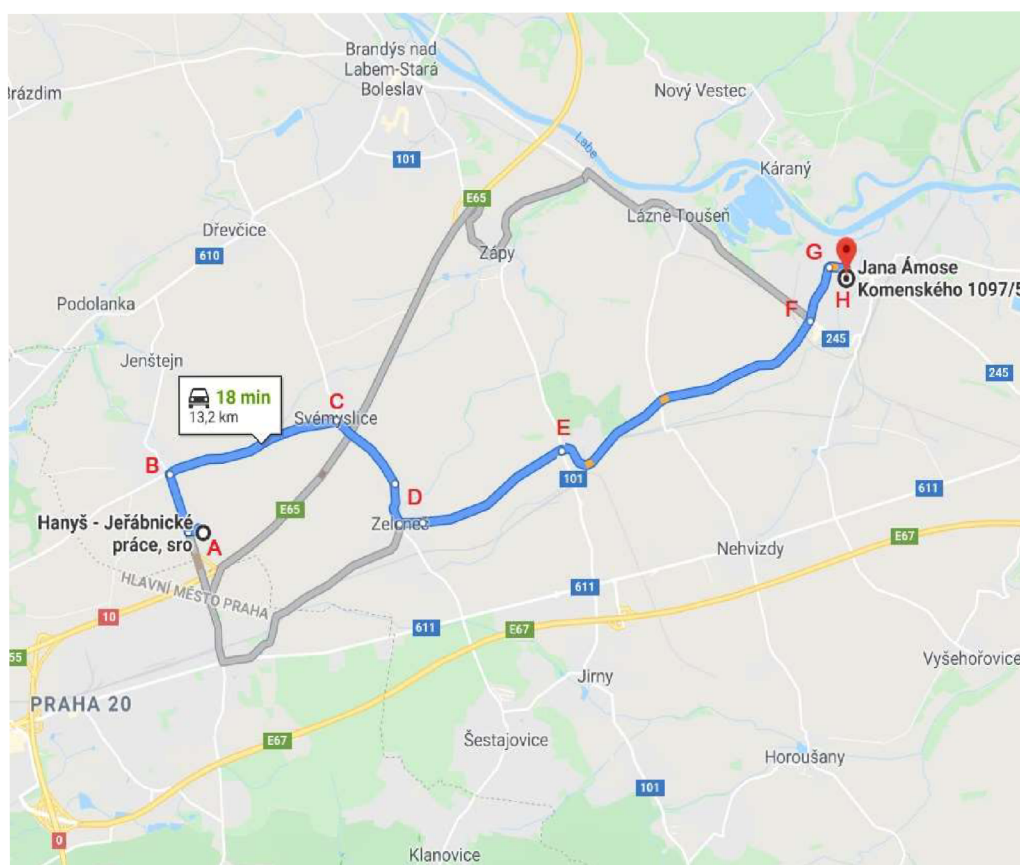 Brandýs nad
Labem-Stará
Boleslav
Brázdim
Nový Vestec
Labe
101
Káraný
E65
Lázně Toušeň
Dřevčice
610
Zápy
G
Jana Ámose
Komenského 1097/5
H
Podolanka
F
245
Jenštejn
245
18 min
13,2 km
C
Svémyslice
E
B
101
611
D
E65
Hanyš - Jeřábnické
práce, sro
A
Zeleneč
E67
Nehvizdy
HLAVNÍ MĚSTO PRAHA
611
10
611
E67
55
Vyšehořovice
Jirny
PRAHA 20
E67
Šestajovice
Horoušany
101
0
Klanovice